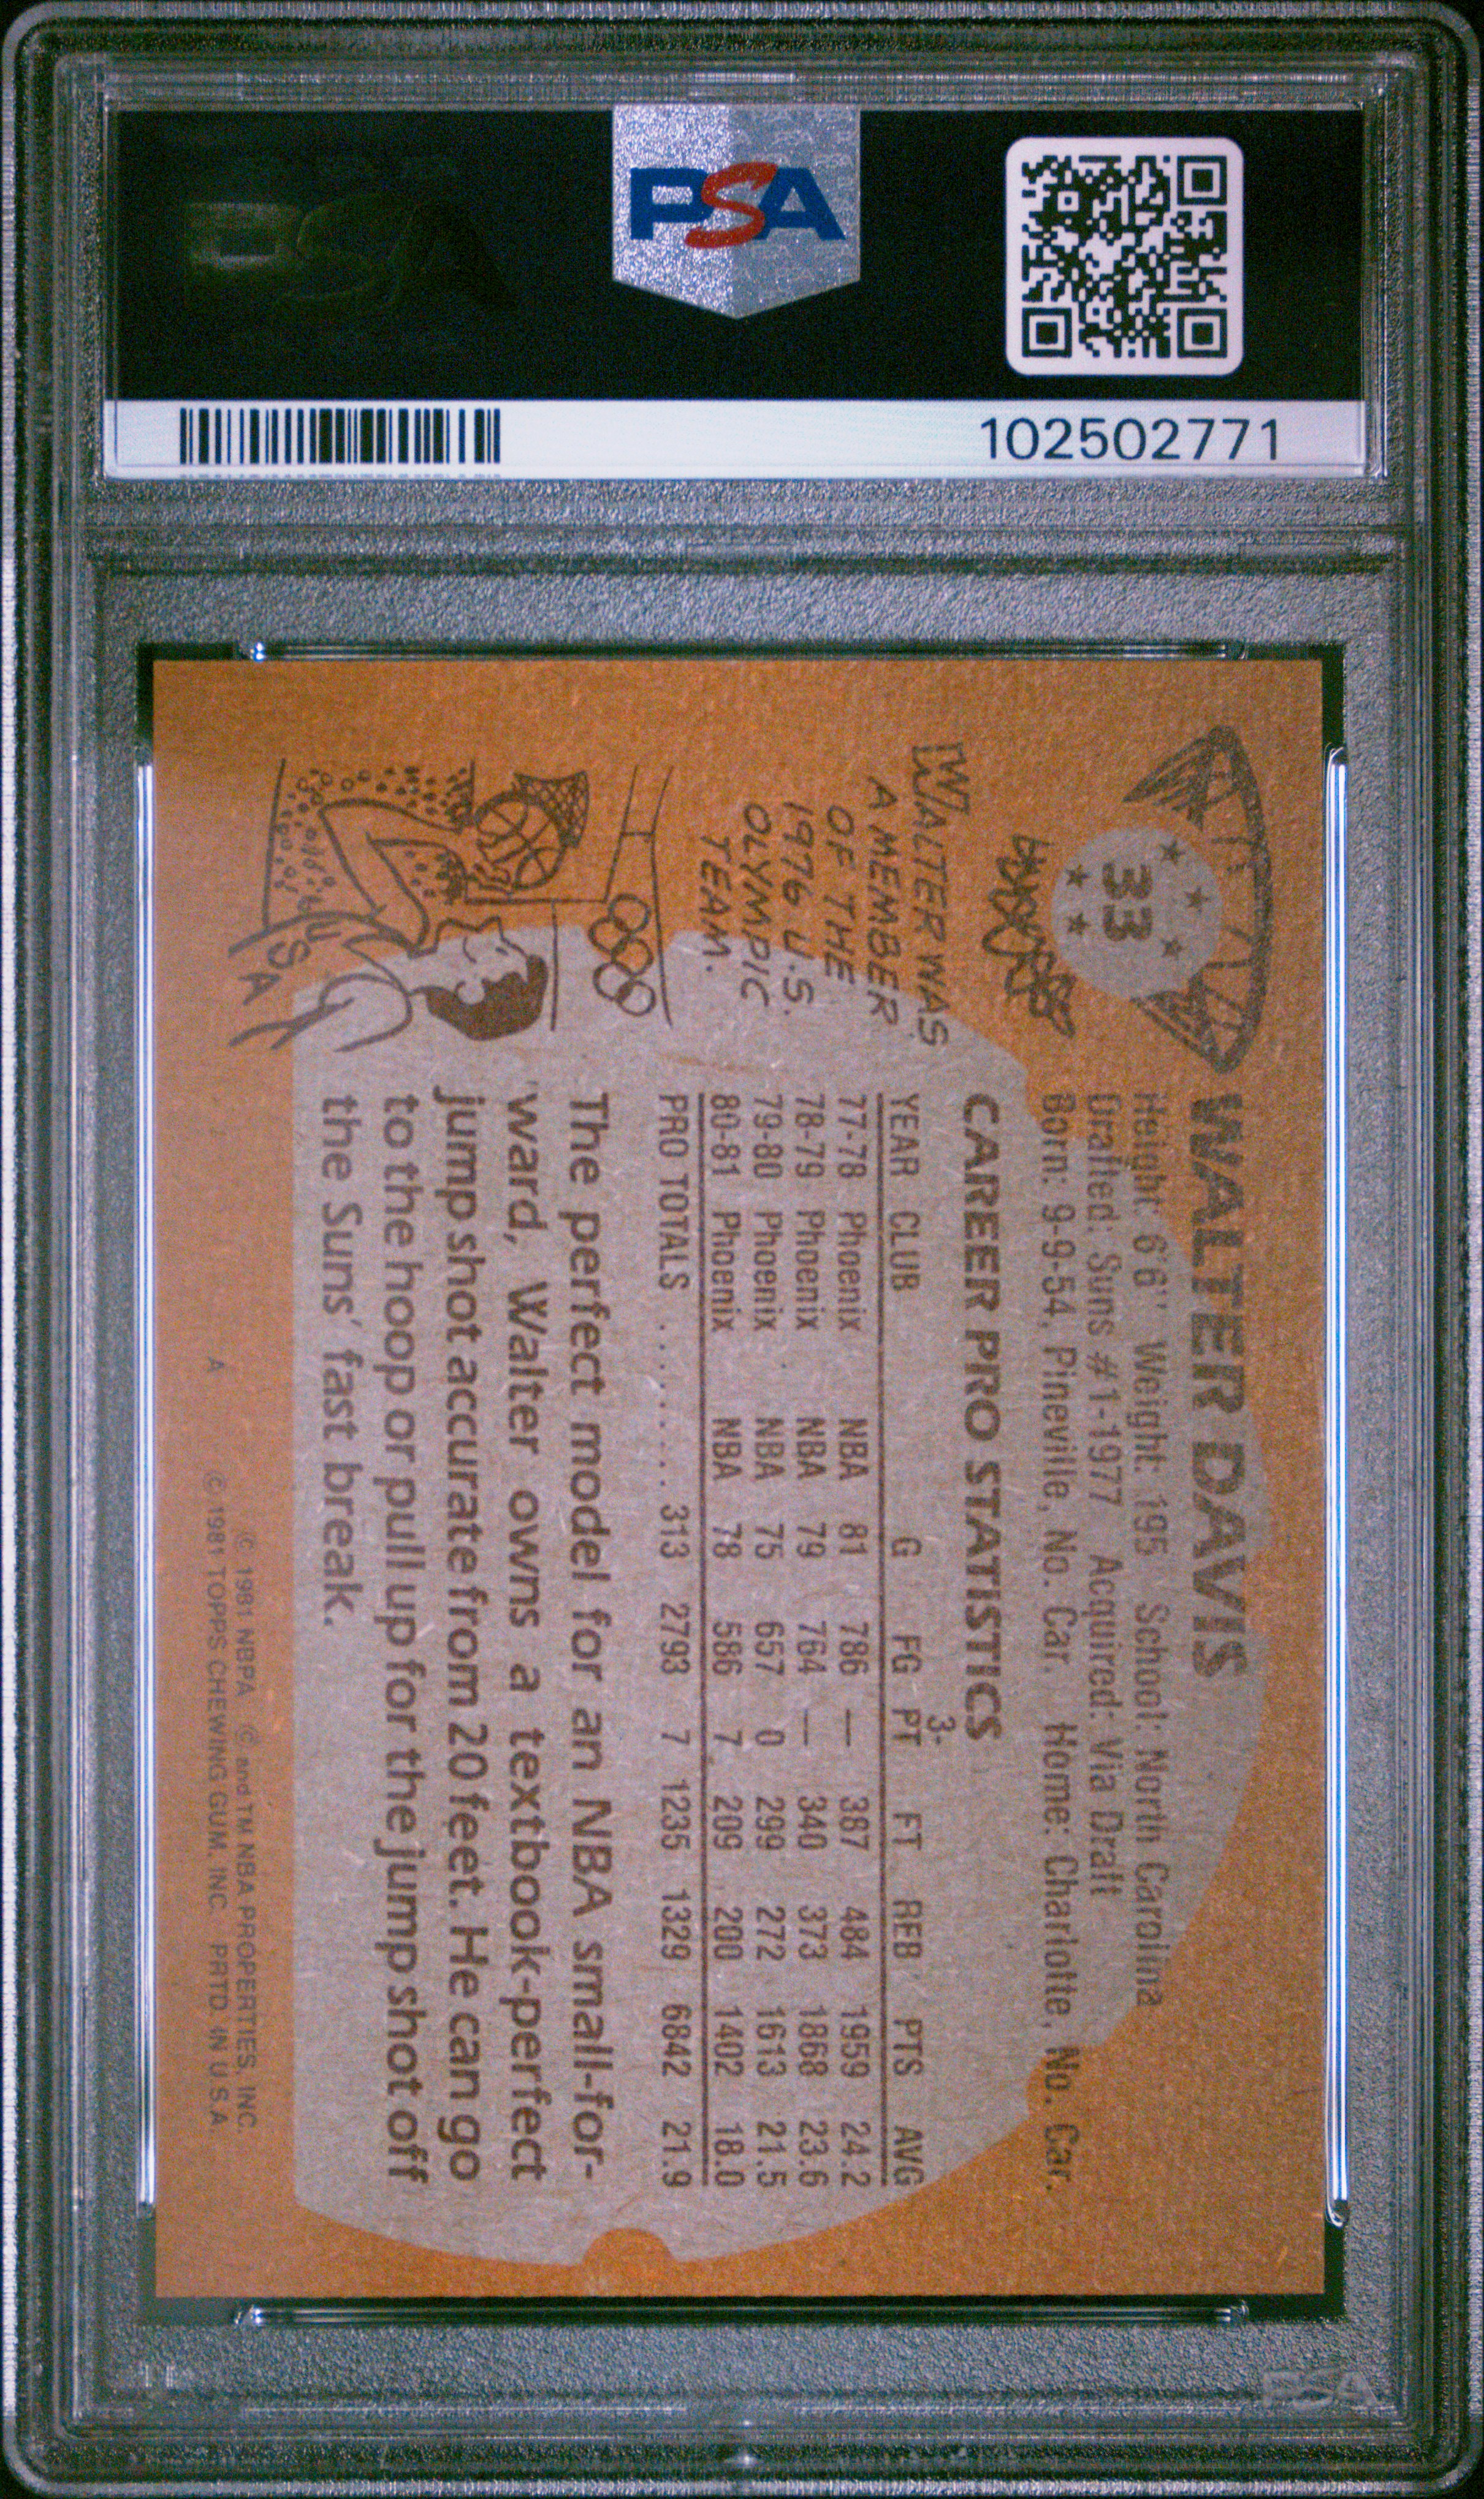 PSA
102502771
33
WALTER DAVIS
Height: 6'6" Weight: 195 School: North Carolina
Drafted: Suns #1-1977 Acquired: Via Draft
Born: 9-9-54, Pineville, No. Car. Home: Charlotte, No. Car.
CAREER PRO STATISTICS
YEAR CLUB G FG 3-PT FT REB PTS AVG
77-78 Phoenix NBA 81 786 — 387 484 1959 24.2
78-79 Phoenix NBA 79 764 — 340 373 1868 23.6
79-80 Phoenix NBA 75 657 0 299 272 1613 21.5
80-81 Phoenix NBA 78 586 7 209 200 1402 18.0
PRO TOTALS ......... 313 2793 7 1235 1329 6842 21.9
The perfect model for an NBA small-for-
ward, Walter owns a textbook-perfect
jump shot accurate from 20 feet. He can go
to the hoop or pull up for the jump shot off
the Suns' fast break.
WALTER WAS
A MEMBER
OF THE
1976 U.S.
OLYMPIC
TEAM.
USA
© 1981 NBPA © and TM NBA PROPERTIES, INC.
A © 1981 TOPPS CHEWING GUM, INC. PRTD. IN U.S.A.
PSA